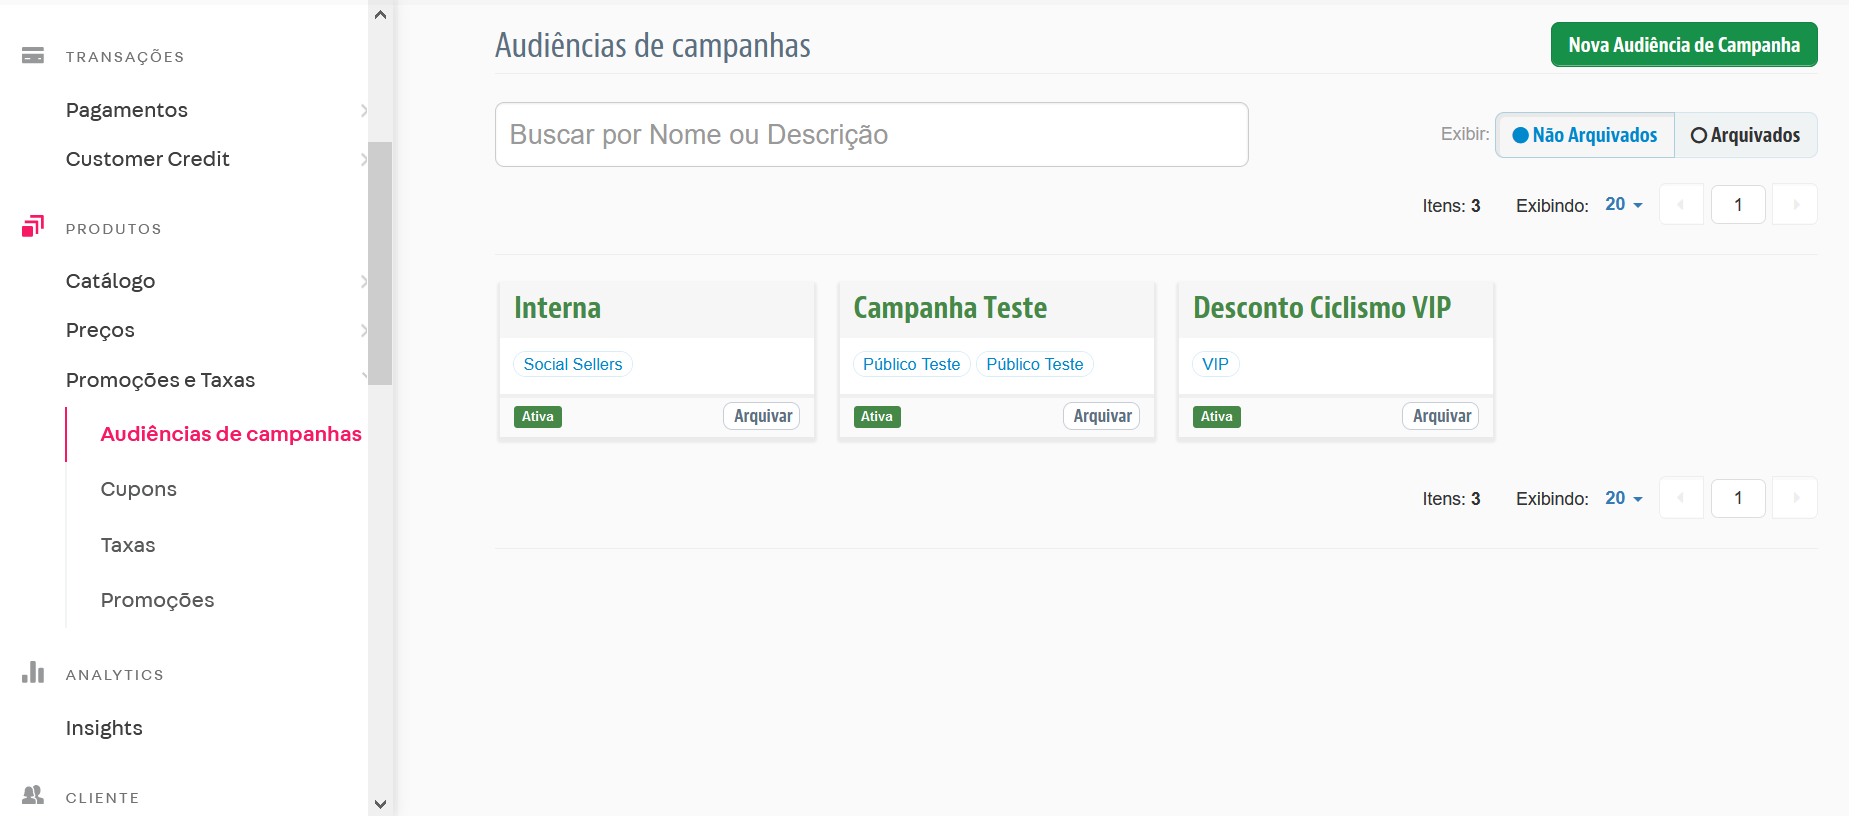 TRANSAÇÕES
Pagamentos
Customer Credit
PRODUTOS
Catálogo
Preços
Promoções e Taxas
Audiências de campanhas
Cupons
Taxas
Promoções
ANALYTICS
Insights
CLIENTE
Audiências de campanhas
Nova Audiência de Campanha
Buscar por Nome ou Descrição
Exibir: Não Arquivados Arquivados
Itens: 3 Exibindo: 20 1
Interna
Social Sellers
Ativa Arquivar
Campanha Teste
Público Teste Público Teste
Ativa Arquivar
Desconto Ciclismo VIP
VIP
Ativa Arquivar
Itens: 3 Exibindo: 20 1